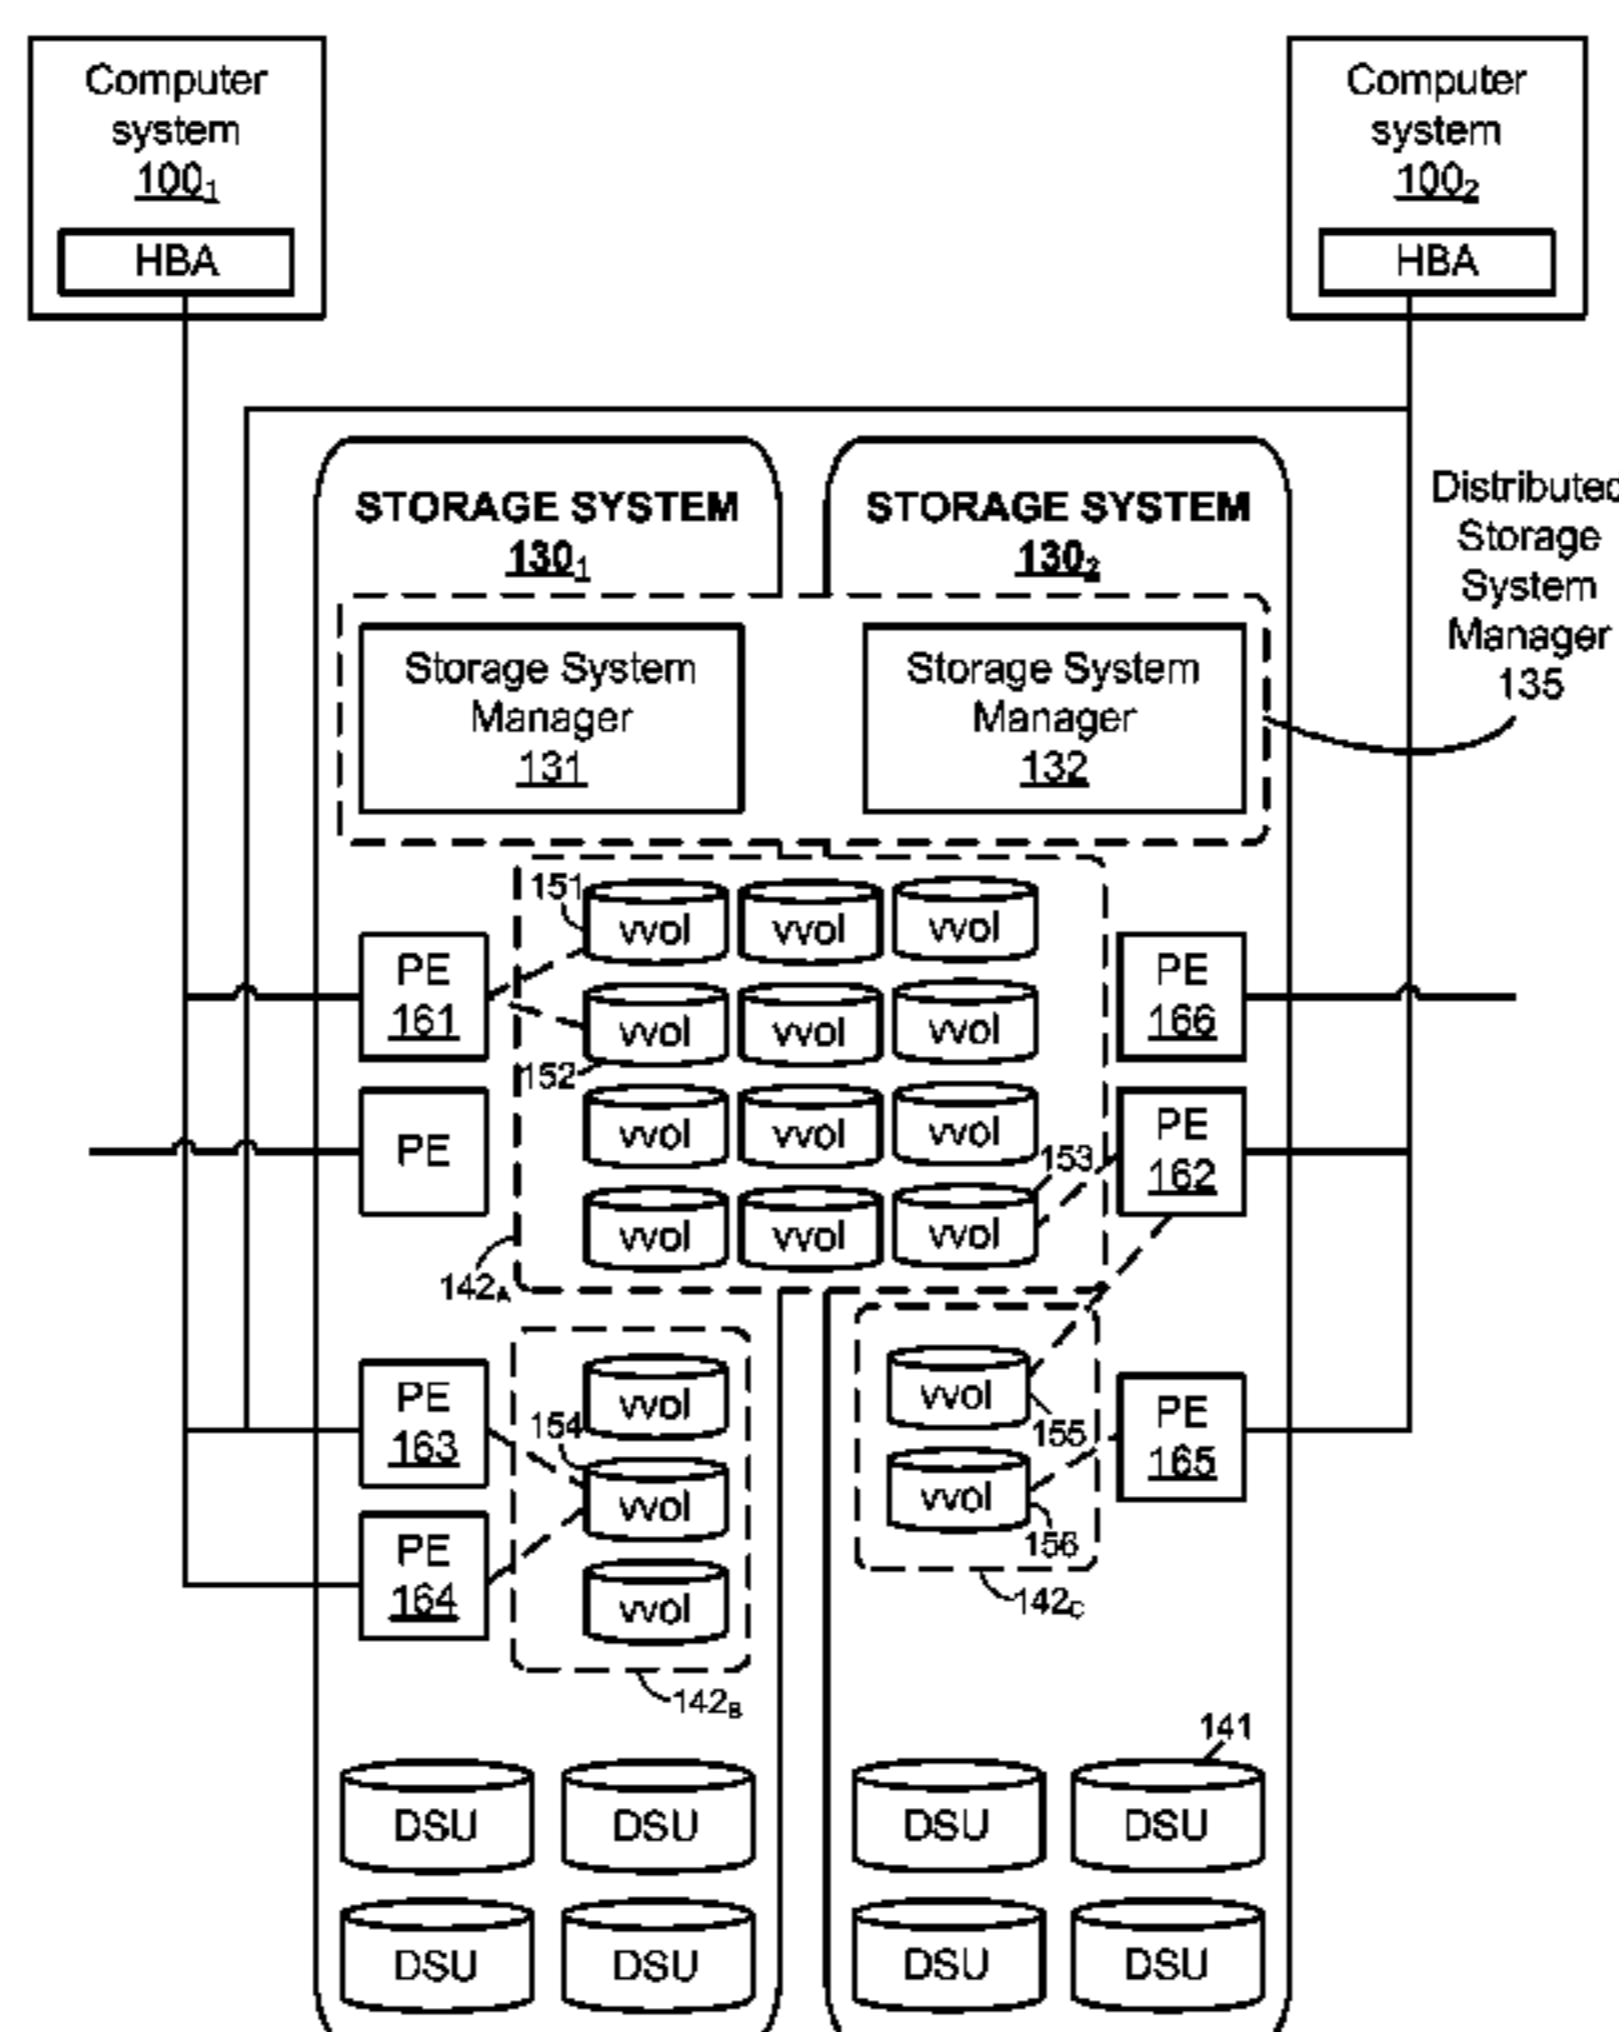 Computer
system
100₁
HBA
Computer
system
100₂
HBA
STORAGE SYSTEM
130₁
STORAGE SYSTEM
130₂
Distributed
Storage
System
Manager
135
Storage System
Manager
131
Storage System
Manager
132
151
vvol vvol vvol
PE
161
PE
166
vvol vvol vvol
152
PE
vvol vvol vvol
153
PE
162
vvol vvol vvol
142A
PE
163
vvol
154
vvol
PE
164
vvol
142B
vvol
155
PE
165
vvol
156
142C
141
DSU DSU DSU DSU
DSU DSU DSU DSU